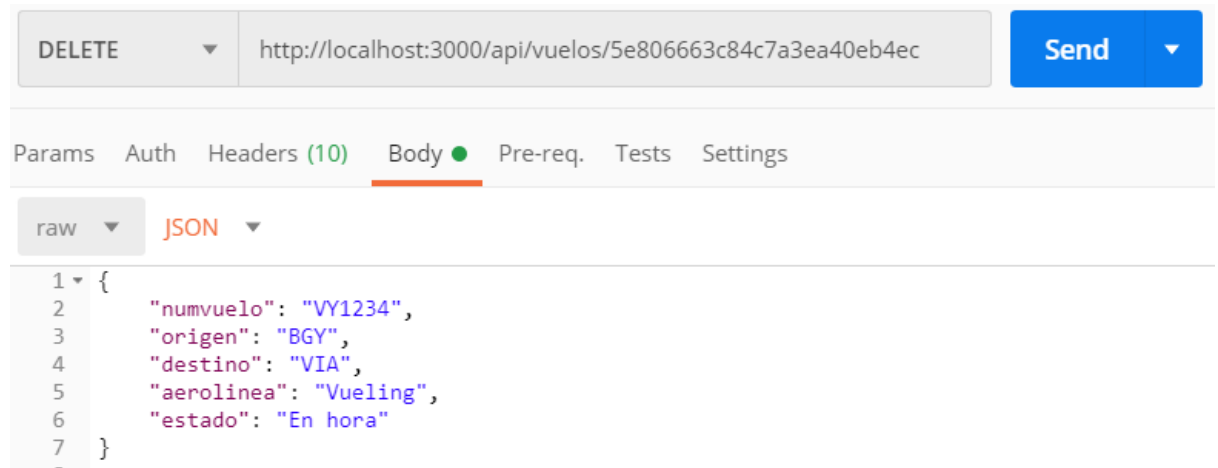 DELETE http://localhost:3000/api/vuelos/5e806663c84c7a3ea40eb4ec Send
Params Auth Headers (10) Body Pre-req. Tests Settings
raw JSON
1 {
2 "numvuelo": "VY1234",
3 "origen": "BGY",
4 "destino": "VIA",
5 "aerolinea": "Vueling",
6 "estado": "En hora"
7 }